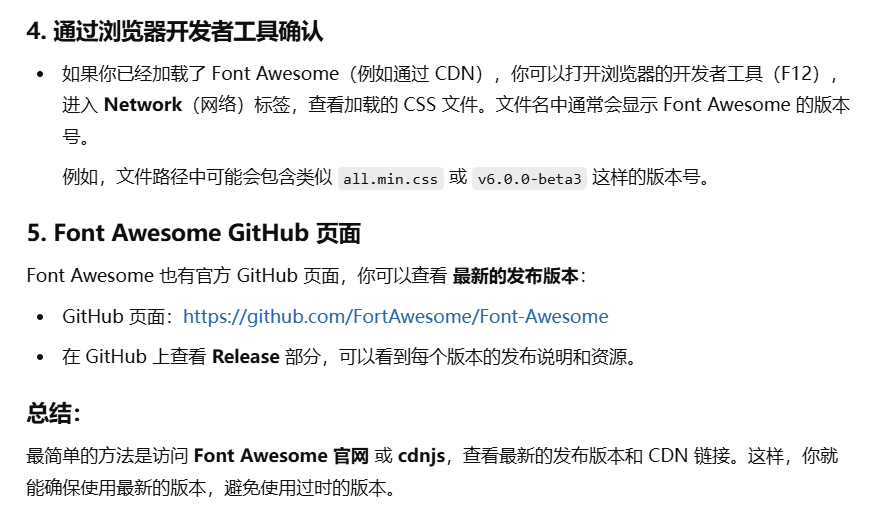 4. 通过浏览器开发者工具确认
• 如果你已经加载了 Font Awesome（例如通过 CDN），你可以打开浏览器的开发者工具（F12），
进入 Network（网络）标签，查看加载的 CSS 文件。文件名中通常会显示 Font Awesome 的版本
号。
例如，文件路径中可能会包含类似 all.min.css 或 v6.0.0-beta3 这样的版本号。
5. Font Awesome GitHub 页面
Font Awesome 也有官方 GitHub 页面，你可以查看 最新的发布版本：
• GitHub 页面：https://github.com/FortAwesome/Font-Awesome
• 在 GitHub 上查看 Release 部分，可以看到每个版本的发布说明和资源。
总结：
最简单的方法是访问 Font Awesome 官网 或 cdnjs，查看最新的发布版本和 CDN 链接。这样，你就
能确保使用最新的版本，避免使用过时的版本。